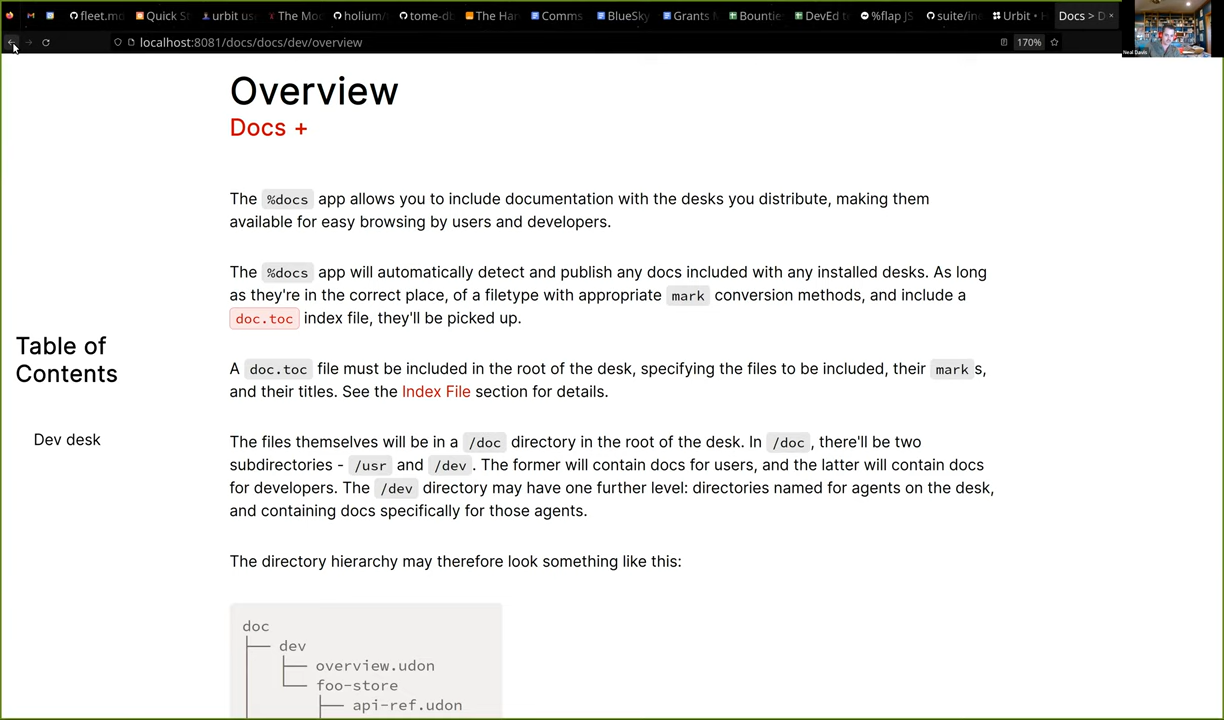 fleet.md
Quick S
urbit us
The Mo
holium/
tome-d
The Ha
Comms
BlueSky
Grants M
Bountie
DevEd t
%flap JS
suite/in
Urbit • H
Docs > D
localhost:8081/docs/docs/dev/overview
170%
Neal Davis
Overview
Docs +
The %docs app allows you to include documentation with the desks you distribute, making them
available for easy browsing by users and developers.
The %docs app will automatically detect and publish any docs included with any installed desks. As long
as they're in the correct place, of a filetype with appropriate mark conversion methods, and include a
doc.toc index file, they'll be picked up.
Table of
Contents
Dev desk
A doc.toc file must be included in the root of the desk, specifying the files to be included, their mark s,
and their titles. See the Index File section for details.
The files themselves will be in a /doc directory in the root of the desk. In /doc , there'll be two
subdirectories - /usr and /dev . The former will contain docs for users, and the latter will contain docs
for developers. The /dev directory may have one further level: directories named for agents on the desk,
and containing docs specifically for those agents.
The directory hierarchy may therefore look something like this:
doc
├── dev
├── overview.udon
└── foo-store
├── api-ref.udon